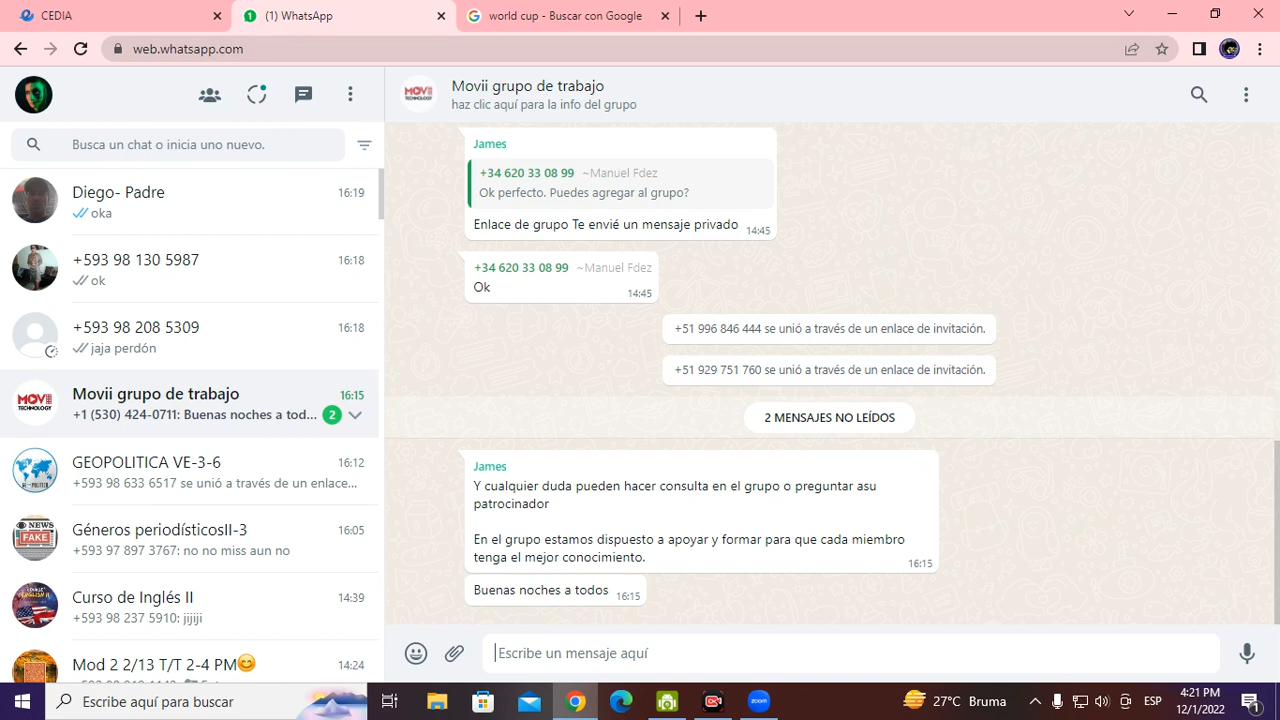 CEDIA
(1) WhatsApp
world cup - Buscar con Google
web.whatsapp.com
Busca un chat o inicia uno nuevo.
Diego- Padre 16:19
oka
+593 98 130 5987 16:18
ok
+593 98 208 5309 16:18
jaja perdón
MOVII TECHNOLOGY
Movii grupo de trabajo 16:15
+1 (530) 424-0711: Buenas noches a tod... 2
GEOPOLITICA VE-3-6 16:12
+593 98 633 6517 se unió a través de un enlace...
NEWS
FAKE
Géneros periodísticosII-3 16:05
+593 97 897 3767: no no miss aun no
Curso de Inglés II 14:39
+593 98 237 5910: jijiji
Mod 2 2/13 T/T 2-4 PM😊 14:24
MOVII TECHNOLOGY
Movii grupo de trabajo
haz clic aquí para la info del grupo
James
+34 620 33 08 99 ~Manuel Fdez
Ok perfecto. Puedes agregar al grupo?
Enlace de grupo Te envié un mensaje privado 14:45
+34 620 33 08 99 ~Manuel Fdez
Ok 14:45
+51 996 846 444 se unió a través de un enlace de invitación.
+51 929 751 760 se unió a través de un enlace de invitación.
2 MENSAJES NO LEÍDOS
James
Y cualquier duda pueden hacer consulta en el grupo o preguntar asu
patrocinador
En el grupo estamos dispuesto a apoyar y formar para que cada miembro
tenga el mejor conocimiento. 16:15
Buenas noches a todos 16:15
Escribe un mensaje aquí
Escribe aquí para buscar
zoom
27°C Bruma
ESP
4:21 PM
12/1/2022
1